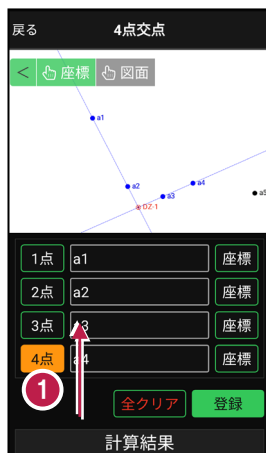 戻る 4点交点
< 座標 図面
a1
a2
a4
a3
a5
DZ-1
1点 a1 座標
2点 a2 座標
3点 a3 座標
4点 a4 座標
1
全クリア 登録
計算結果